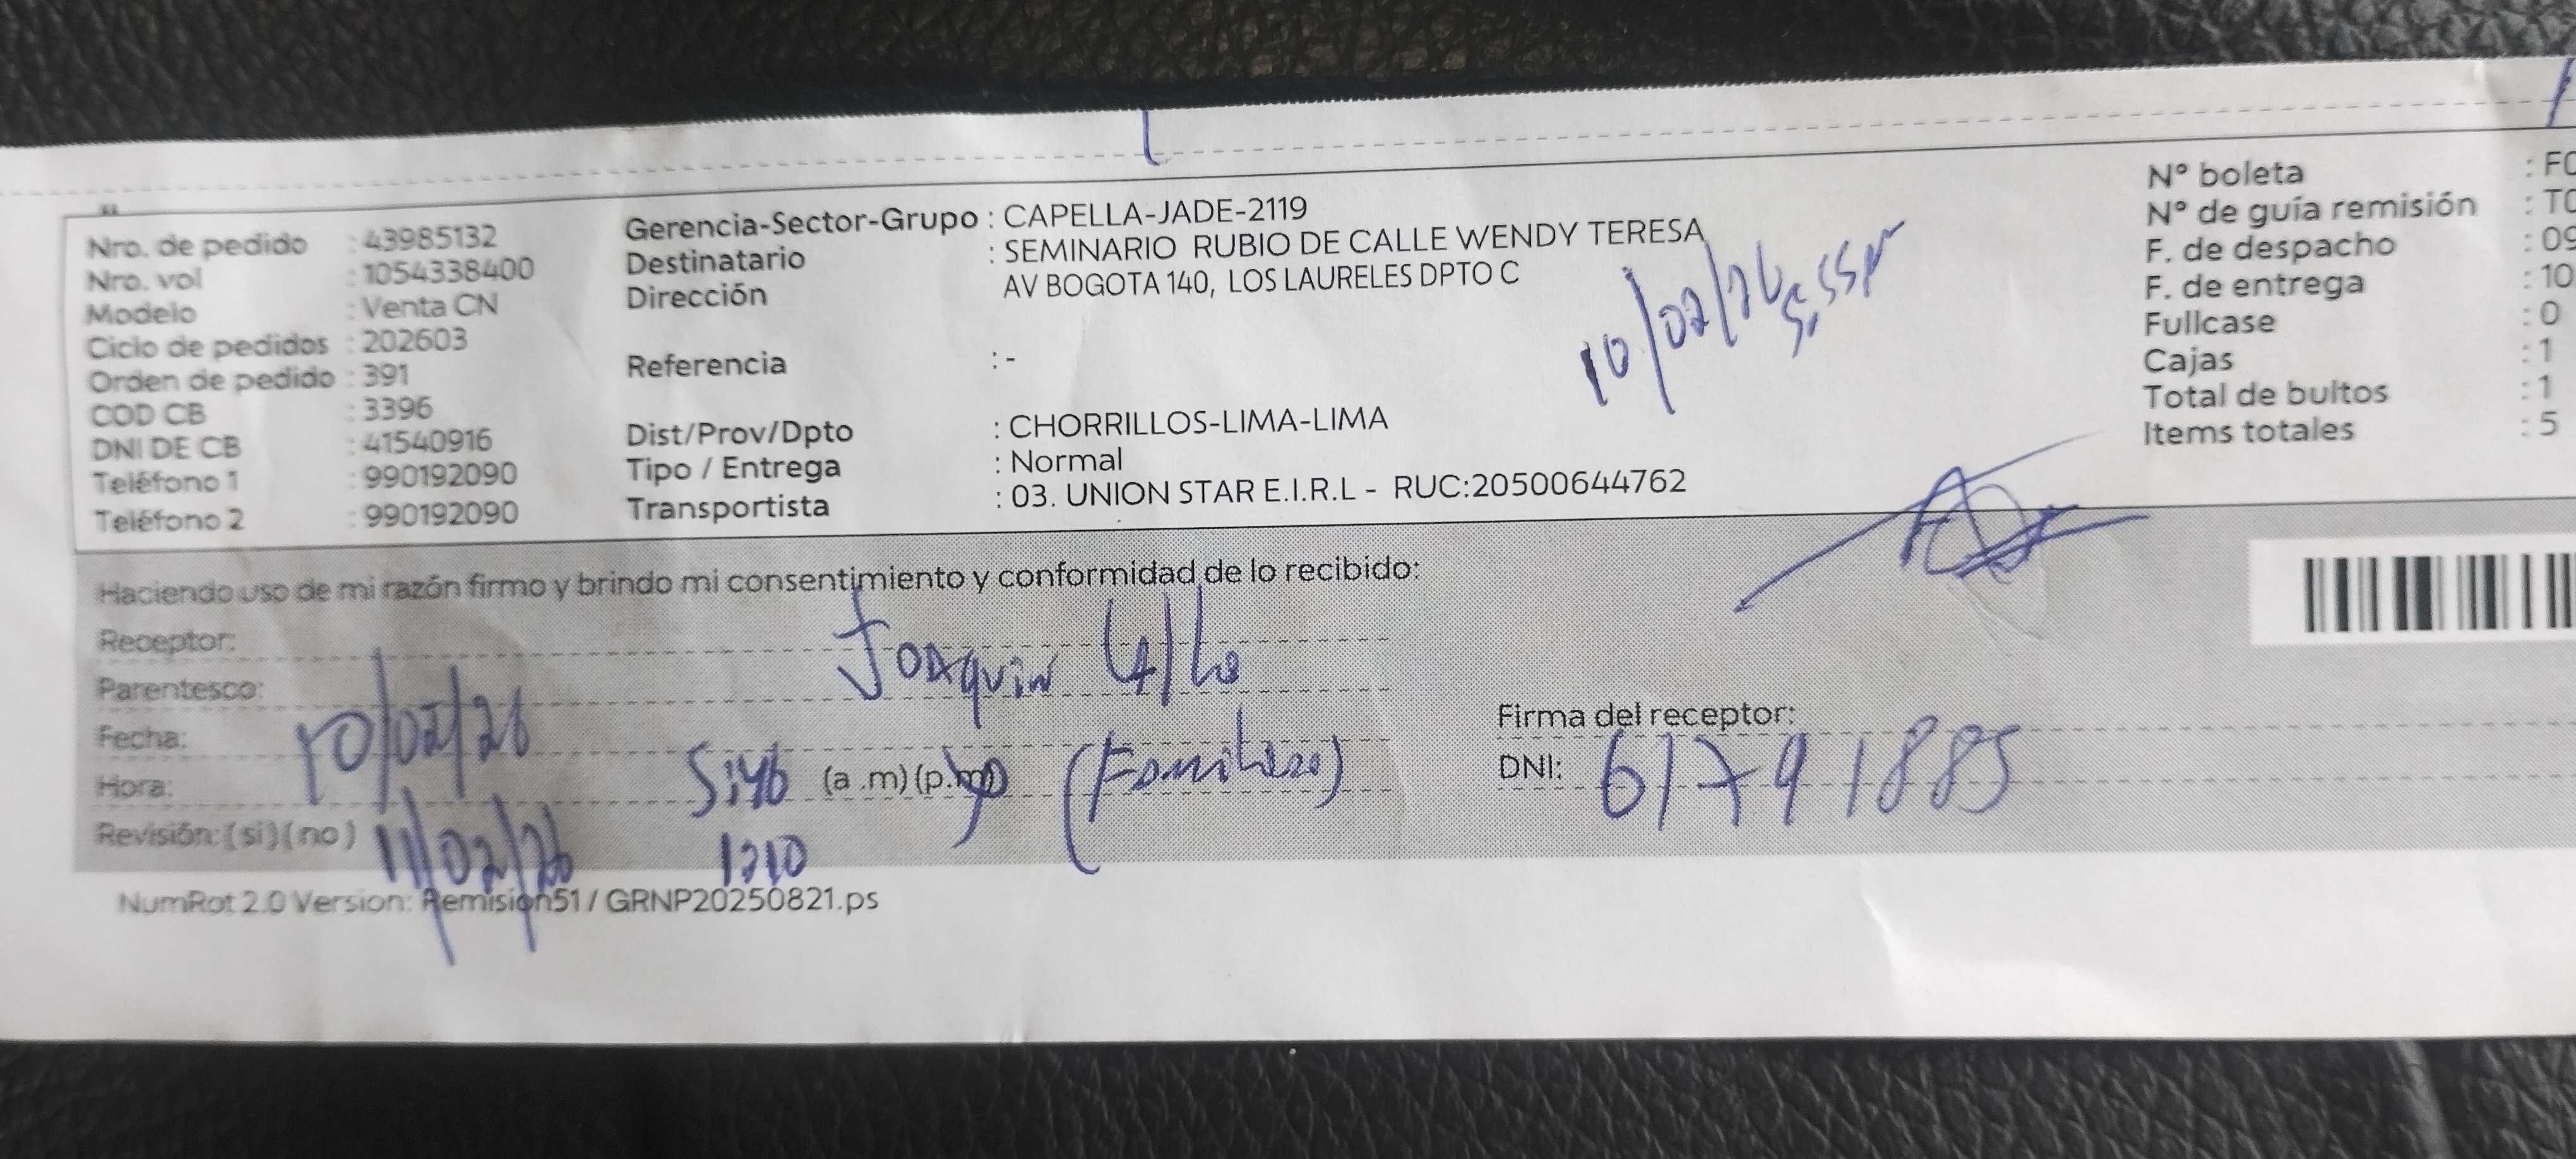 Nro. de pedido : 43985132
Nro. vol : 1054338400
Modelo : Venta CN
Ciclo de pedidos : 202603
Orden de pedido : 391
COD CB : 3396
DNI DE CB : 41540916
Teléfono 1 : 990192090
Teléfono 2 : 990192090
Gerencia-Sector-Grupo : CAPELLA-JADE-2119
Destinatario : SEMINARIO RUBIO DE CALLE WENDY TERESA
Dirección AV BOGOTA 140, LOS LAURELES DPTO C
Referencia : -
Dist/Prov/Dpto : CHORRILLOS-LIMA-LIMA
Tipo / Entrega : Normal
Transportista : 03. UNION STAR E.I.R.L - RUC:20500644762
10/02/26
N° boleta : F0
N° de guía remisión : T0
F. de despacho : 09
F. de entrega : 10
Fullcase : 0
Cajas : 1
Total de bultos : 1
Items totales : 5
Haciendo uso de mi razón firmo y brindo mi consentimiento y conformidad de lo recibido:
Receptor: Joaquin
Parentesco:
Fecha: 10/02/26
Hora: (a .m) (p.m)
Revisión: (si) (no) 11/02/26 1210
Firma del receptor:
DNI: 61791885
NumRot 2.0 Version: Remision51 / GRNP20250821.ps